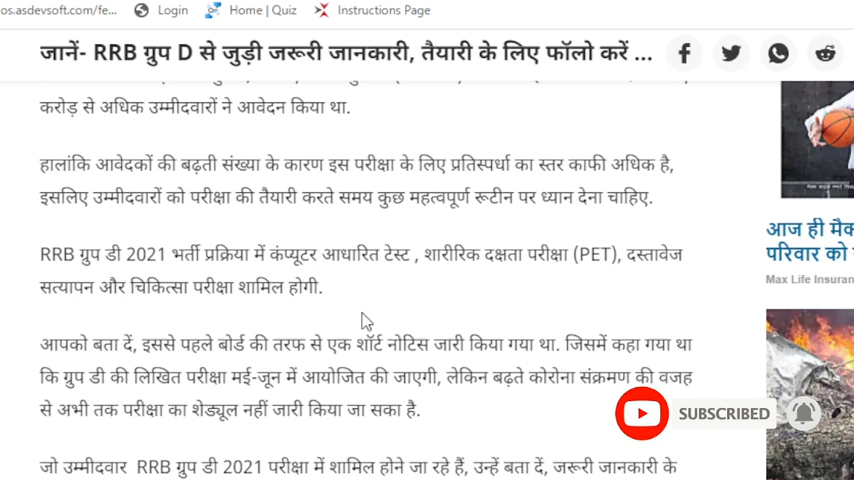 os.asdevsoft.com/fe... Login Home | Quiz Instructions Page
जानें- RRB ग्रुप D से जुड़ी जरूरी जानकारी, तैयारी के लिए फॉलो करें ...
करोड़ से अधिक उम्मीदवारों ने आवेदन किया था.
हालांकि आवेदकों की बढ़ती संख्या के कारण इस परीक्षा के लिए प्रतिस्पर्धा का स्तर काफी अधिक है,
इसलिए उम्मीदवारों को परीक्षा की तैयारी करते समय कुछ महत्वपूर्ण रूटीन पर ध्यान देना चाहिए.
RRB ग्रुप डी 2021 भर्ती प्रक्रिया में कंप्यूटर आधारित टेस्ट , शारीरिक दक्षता परीक्षा (PET), दस्तावेज
सत्यापन और चिकित्सा परीक्षा शामिल होगी.
आपको बता दें, इससे पहले बोर्ड की तरफ से एक शॉर्ट नोटिस जारी किया गया था. जिसमें कहा गया था
कि ग्रुप डी की लिखित परीक्षा मई-जून में आयोजित की जाएगी, लेकिन बढ़ते कोरोना संक्रमण की वजह
से अभी तक परीक्षा का शेड्यूल नहीं जारी किया जा सका है.
जो उम्मीदवार RRB ग्रुप डी 2021 परीक्षा में शामिल होने जा रहे हैं, उन्हें बता दें, जरूरी जानकारी के
आज ही मैक
परिवार को
Max Life Insuran
SUBSCRIBED